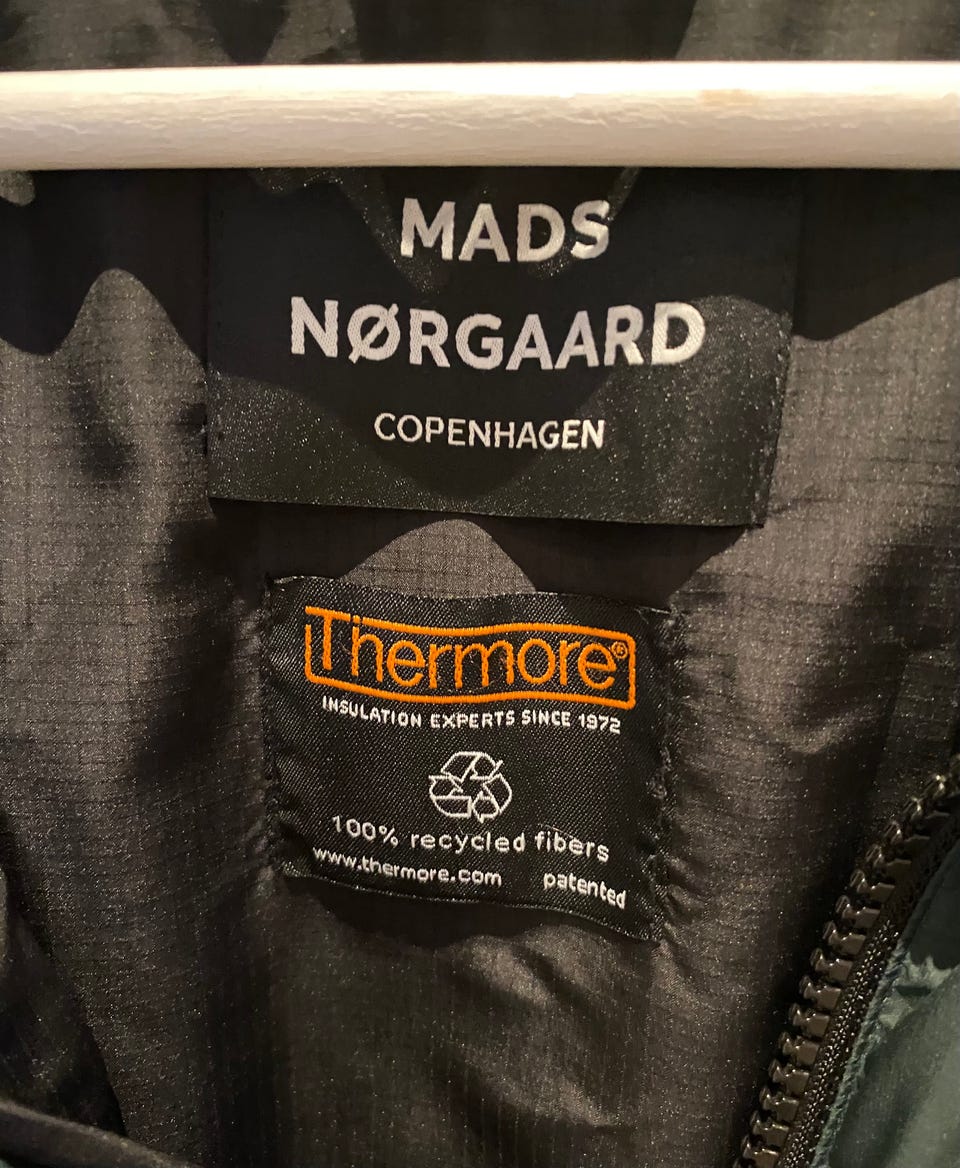 MADS
NØRGAARD
COPENHAGEN
Thermore®
INSULATION EXPERTS SINCE 1972
100% recycled fibers
www.thermore.com patented